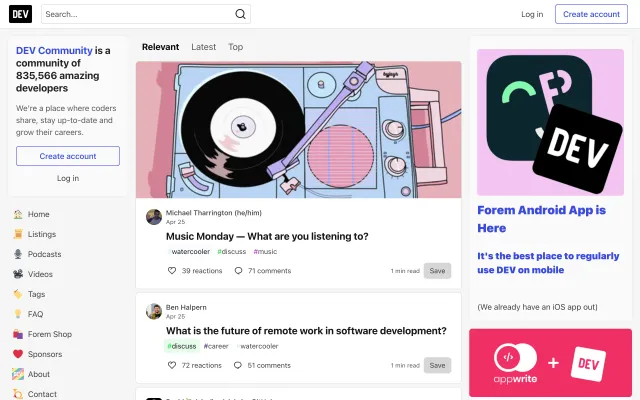 DEV
Search...
Log in
Create account
DEV Community is a
community of
835,566 amazing
developers
We're a place where coders
share, stay up-to-date and
grow their careers.
Create account
Log in
Home
Listings
Podcasts
Videos
Tags
FAQ
Forem Shop
Sponsors
About
Contact
Relevant
Latest
Top
Michael Tharrington (he/him)
Apr 25
Music Monday — What are you listening to?
#watercooler #discuss #music
39 reactions
71 comments
1 min read
Save
Ben Halpern
Apr 25
What is the future of remote work in software development?
#discuss #career #watercooler
72 reactions
51 comments
1 min read
Save
DEV
Forem Android App is
Here
It's the best place to regularly
use DEV on mobile
(We already have an iOS app out)
appwrite
+
DEV